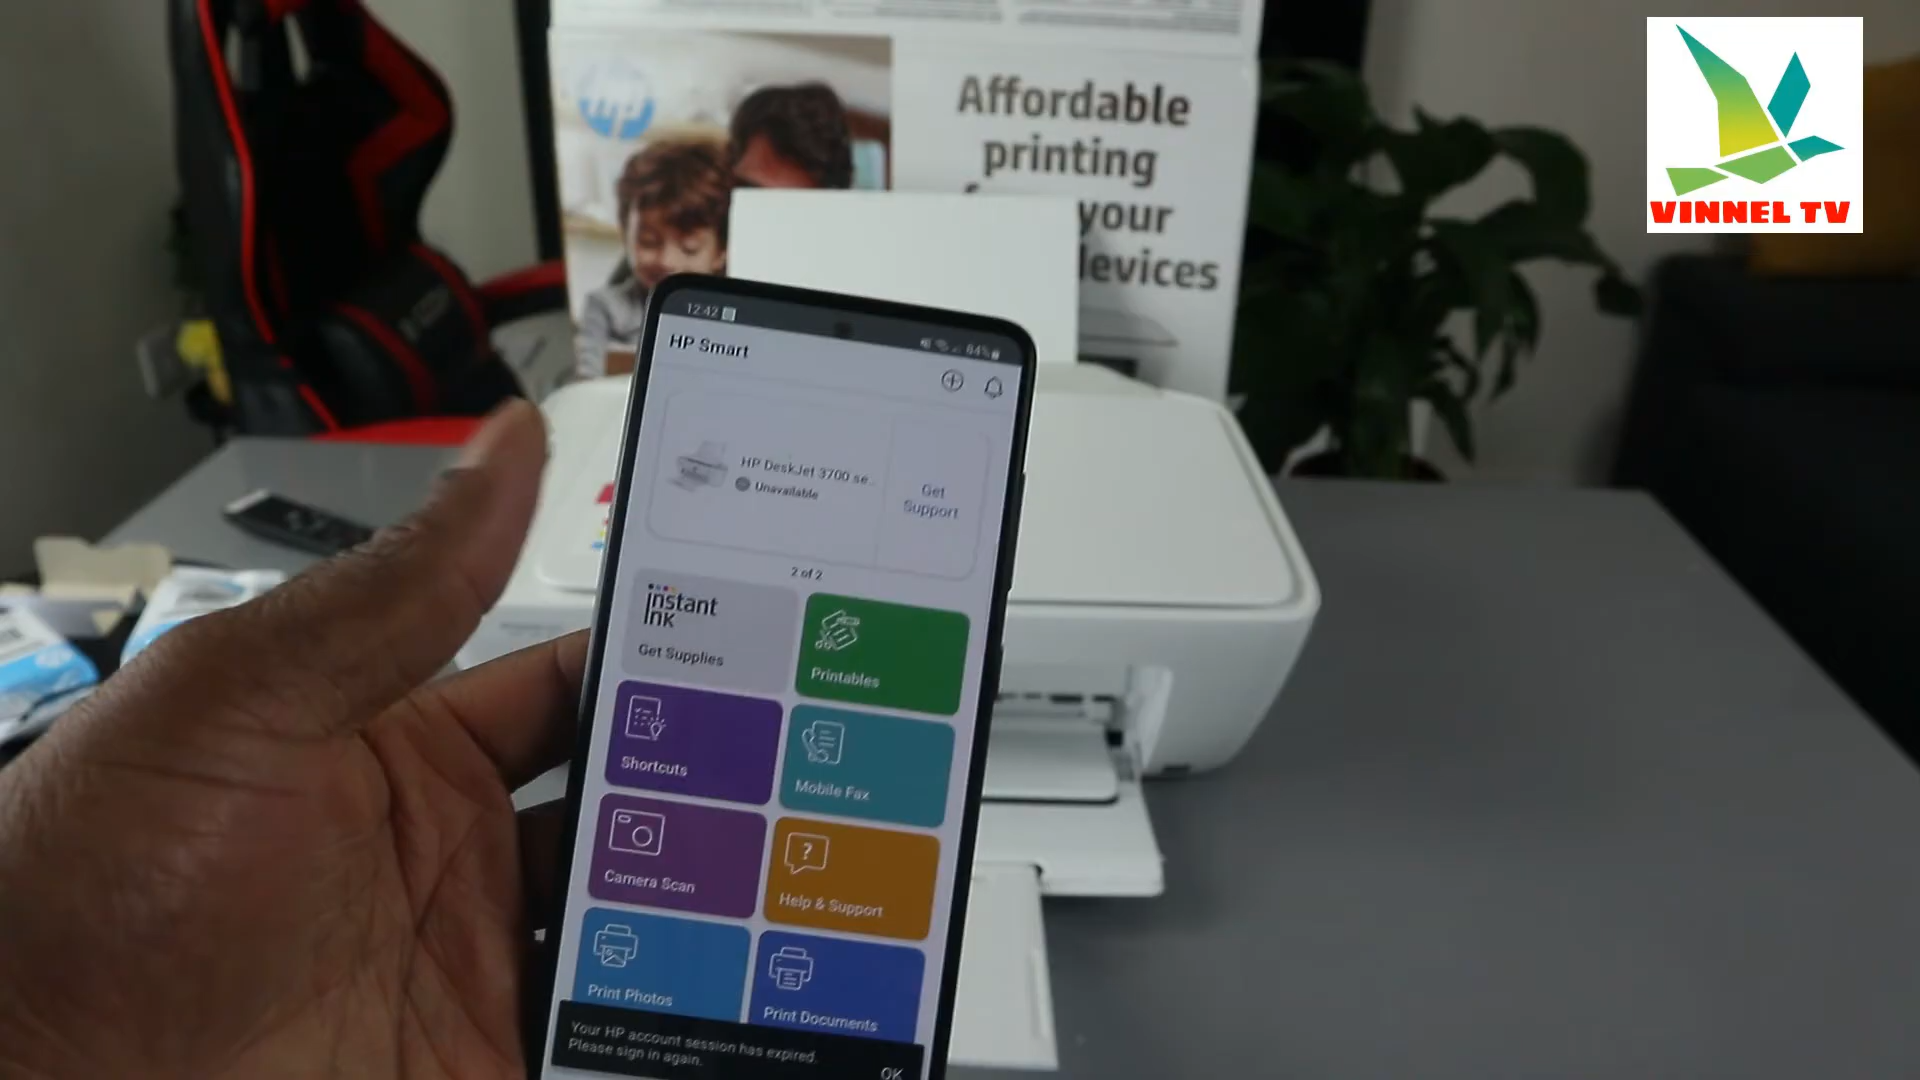 hp
Affordable
printing
your
devices
VINNEL TV
12:42
84%
HP Smart
HP DeskJet 3700 se..
Unavailable
Get
Support
2 of 2
instant
ink
Get Supplies
Printables
Shortcuts
Mobile Fax
Camera Scan
Help & Support
Print Photos
Print Documents
Your HP account session has expired.
Please sign in again.
OK